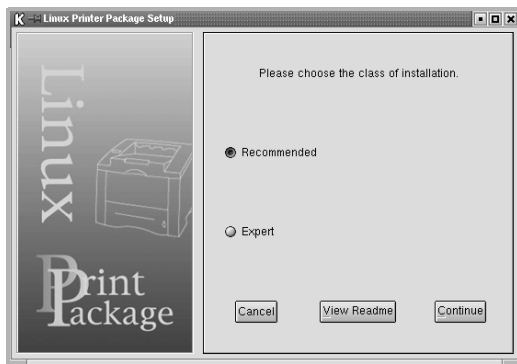 Linux Printer Package Setup
Linux
Print
Package
Please choose the class of installation.
Recommended
Expert
Cancel
View Readme
Continue